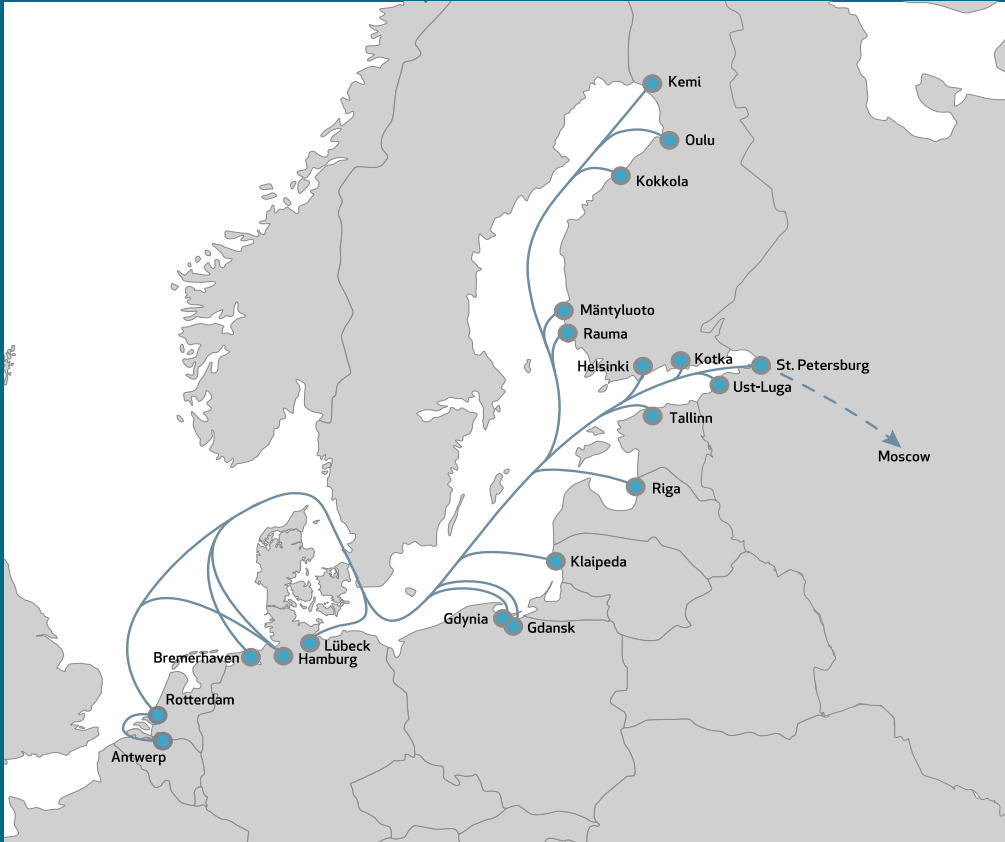 Kemi
Oulu
Kokkola
Mäntyluoto
Rauma
Helsinki
Kotka
St. Petersburg
Ust-Luga
Tallinn
Moscow
Riga
Klaipeda
Gdynia
Gdansk
Lübeck
Bremerhaven
Hamburg
Rotterdam
Antwerp